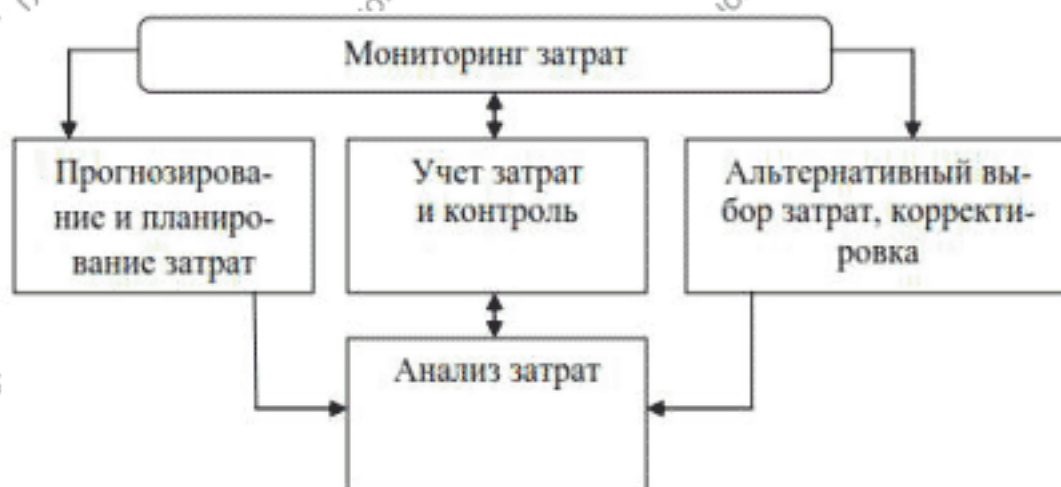 Мониторинг затрат
Прогнозирова-
ние и планиро-
вание затрат
Учет затрат
и контроль
Альтернативный вы-
бор затрат, корректи-
ровка
Анализ затрат